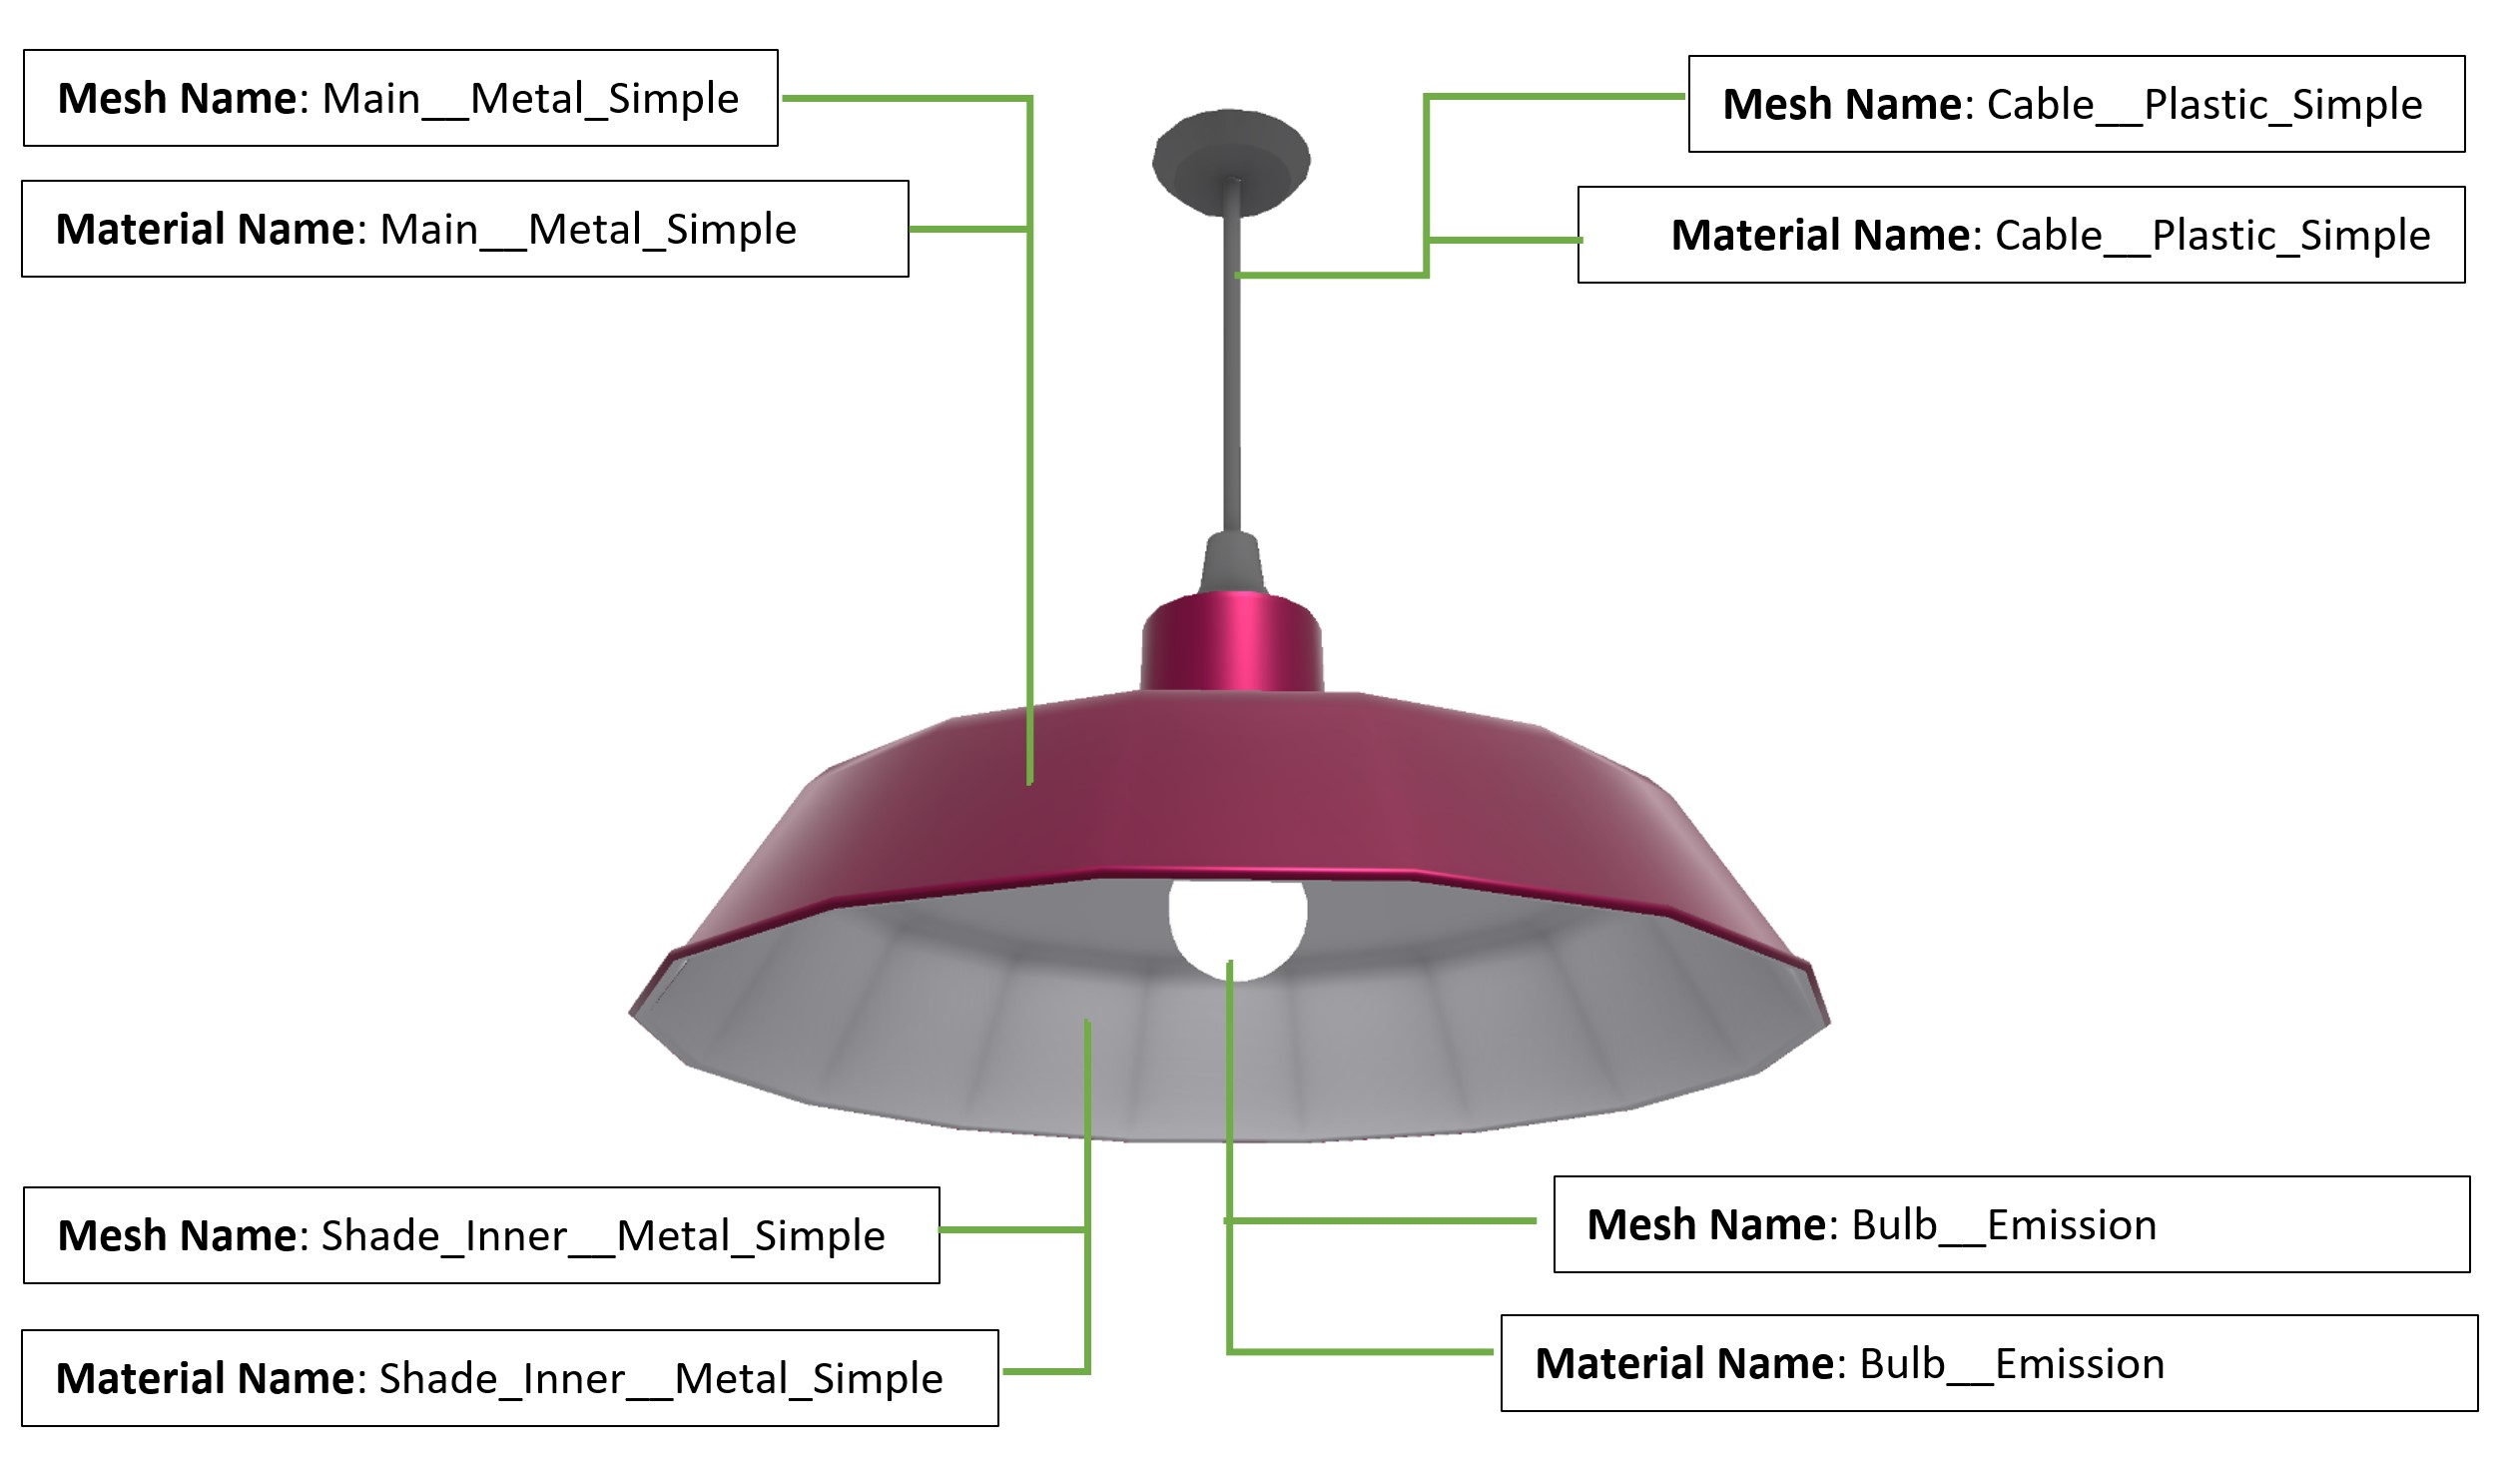 Mesh Name: Main__Metal_Simple
Material Name: Main__Metal_Simple
Mesh Name: Cable__Plastic_Simple
Material Name: Cable__Plastic_Simple
Mesh Name: Shade_Inner__Metal_Simple
Material Name: Shade_Inner__Metal_Simple
Mesh Name: Bulb__Emission
Material Name: Bulb__Emission